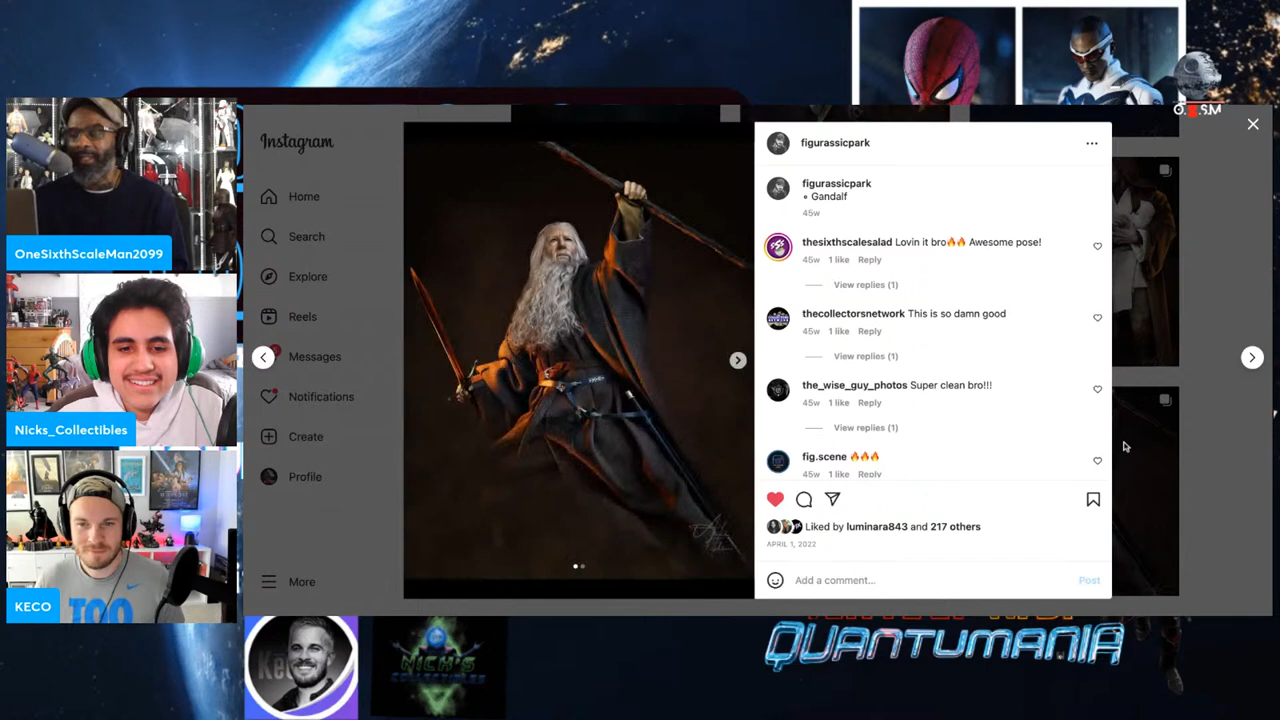 O.S.M
Instagram
Home
Search
Explore
Reels
Messages
Notifications
Create
Profile
More
figurassicpark
figurassicpark
• Gandalf
45w
thesixthscalesalad Lovin it bro🔥🔥 Awesome pose!
45w 1 like Reply
View replies (1)
thecollectorsnetwork This is so damn good
45w 1 like Reply
View replies (1)
the_wise_guy_photos Super clean bro!!!
45w 1 like Reply
View replies (1)
fig.scene 🔥🔥🔥
45w 1 like Reply
Liked by luminara843 and 217 others
APRIL 1, 2022
Add a comment...
Post
OneSixthScaleMan2099
Nicks_Collectibles
KECO
TOO
NICK'S
COLLECTIBLES
QUANTUMANIA